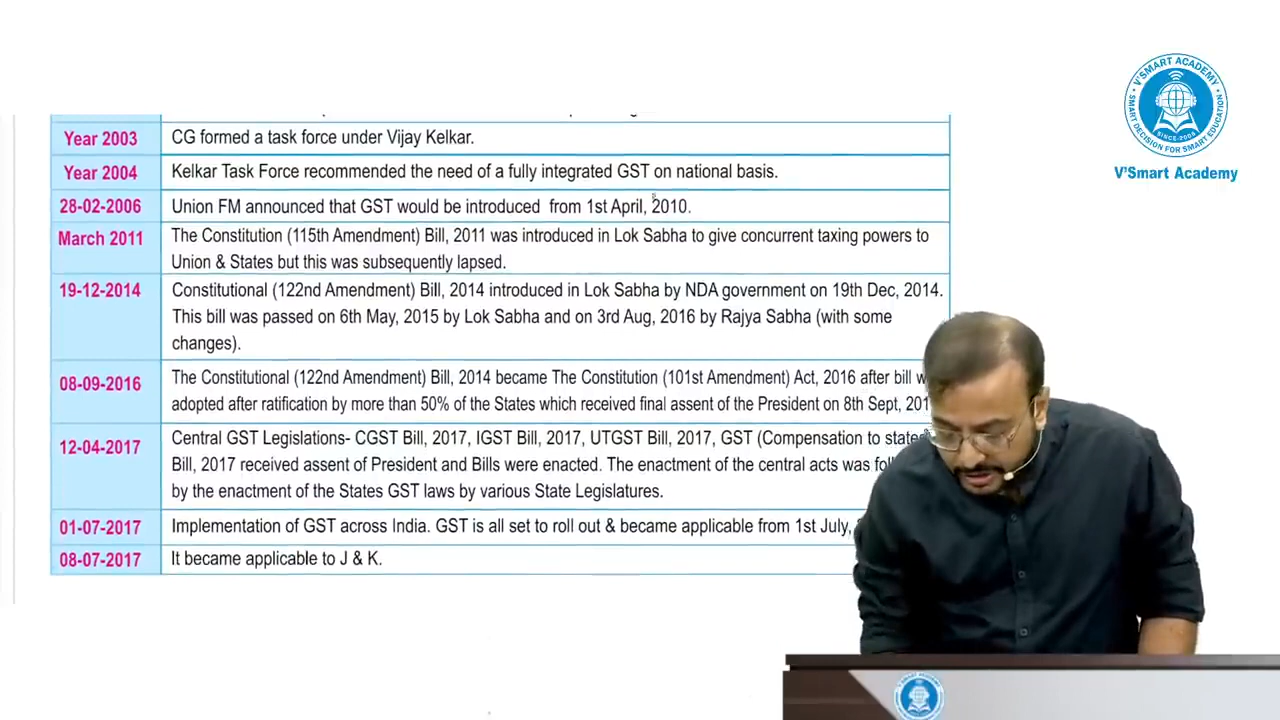 Year 2003 CG formed a task force under Vijay Kelkar.
Year 2004 Kelkar Task Force recommended the need of a fully integrated GST on national basis.
28-02-2006 Union FM announced that GST would be introduced from 1st April, 2010.
March 2011 The Constitution (115th Amendment) Bill, 2011 was introduced in Lok Sabha to give concurrent taxing powers to
Union & States but this was subsequently lapsed.
19-12-2014 Constitutional (122nd Amendment) Bill, 2014 introduced in Lok Sabha by NDA government on 19th Dec, 2014.
This bill was passed on 6th May, 2015 by Lok Sabha and on 3rd Aug, 2016 by Rajya Sabha (with some
changes).
08-09-2016 The Constitutional (122nd Amendment) Bill, 2014 became The Constitution (101st Amendment) Act, 2016 after bill
adopted after ratification by more than 50% of the States which received final assent of the President on 8th Sept,
12-04-2017 Central GST Legislations- CGST Bill, 2017, IGST Bill, 2017, UTGST Bill, 2017, GST (Compensation to
Bill, 2017 received assent of President and Bills were enacted. The enactment of the central acts was
by the enactment of the States GST laws by various State Legislatures.
01-07-2017 Implementation of GST across India. GST is all set to roll out & became applicable from 1st July,
08-07-2017 It became applicable to J & K.
V'SMART ACADEMY
SMART DECISION FOR SMART EDUCATION
SINCE-2008
V'Smart Academy